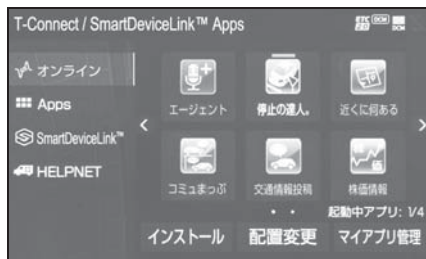 T-Connect / SmartDeviceLink™ Apps
オンライン
Apps
SmartDeviceLink™
HELPNET
エージェント
停止の達人。
近くに何ある
コミュまっぷ
交通情報投稿
株価情報
起動中アプリ: 1/4
インストール
配置変更
マイアプリ管理